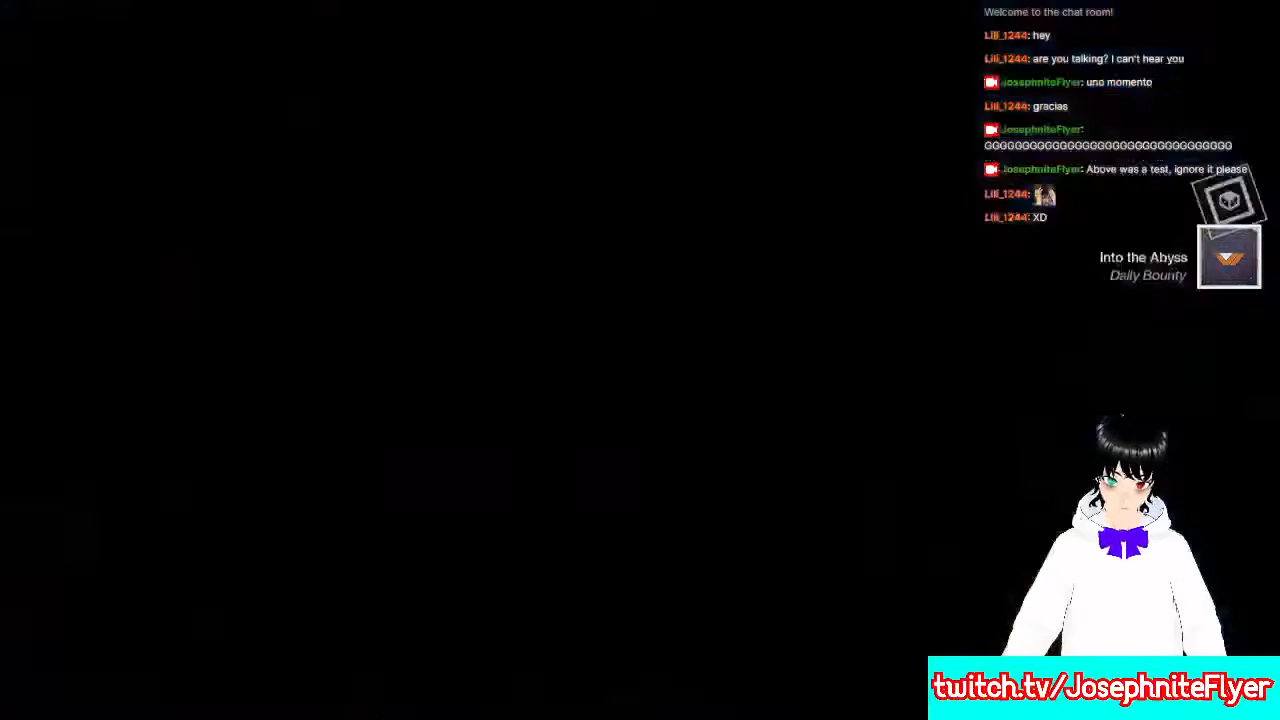 Welcome to the chat room!
Lili_1244: hey
Lili_1244: are you talking? I can't hear you
JosephniteFlyer: uno momento
Lili_1244: gracias
JosephniteFlyer:
GGGGGGGGGGGGGGGGGGGGGGGGGGGGGGGGG
JosephniteFlyer: Above was a test, ignore it please
Lili_1244:
Lili_1244: XD
Into the Abyss
Daily Bounty
twitch.tv/JosephniteFlyer